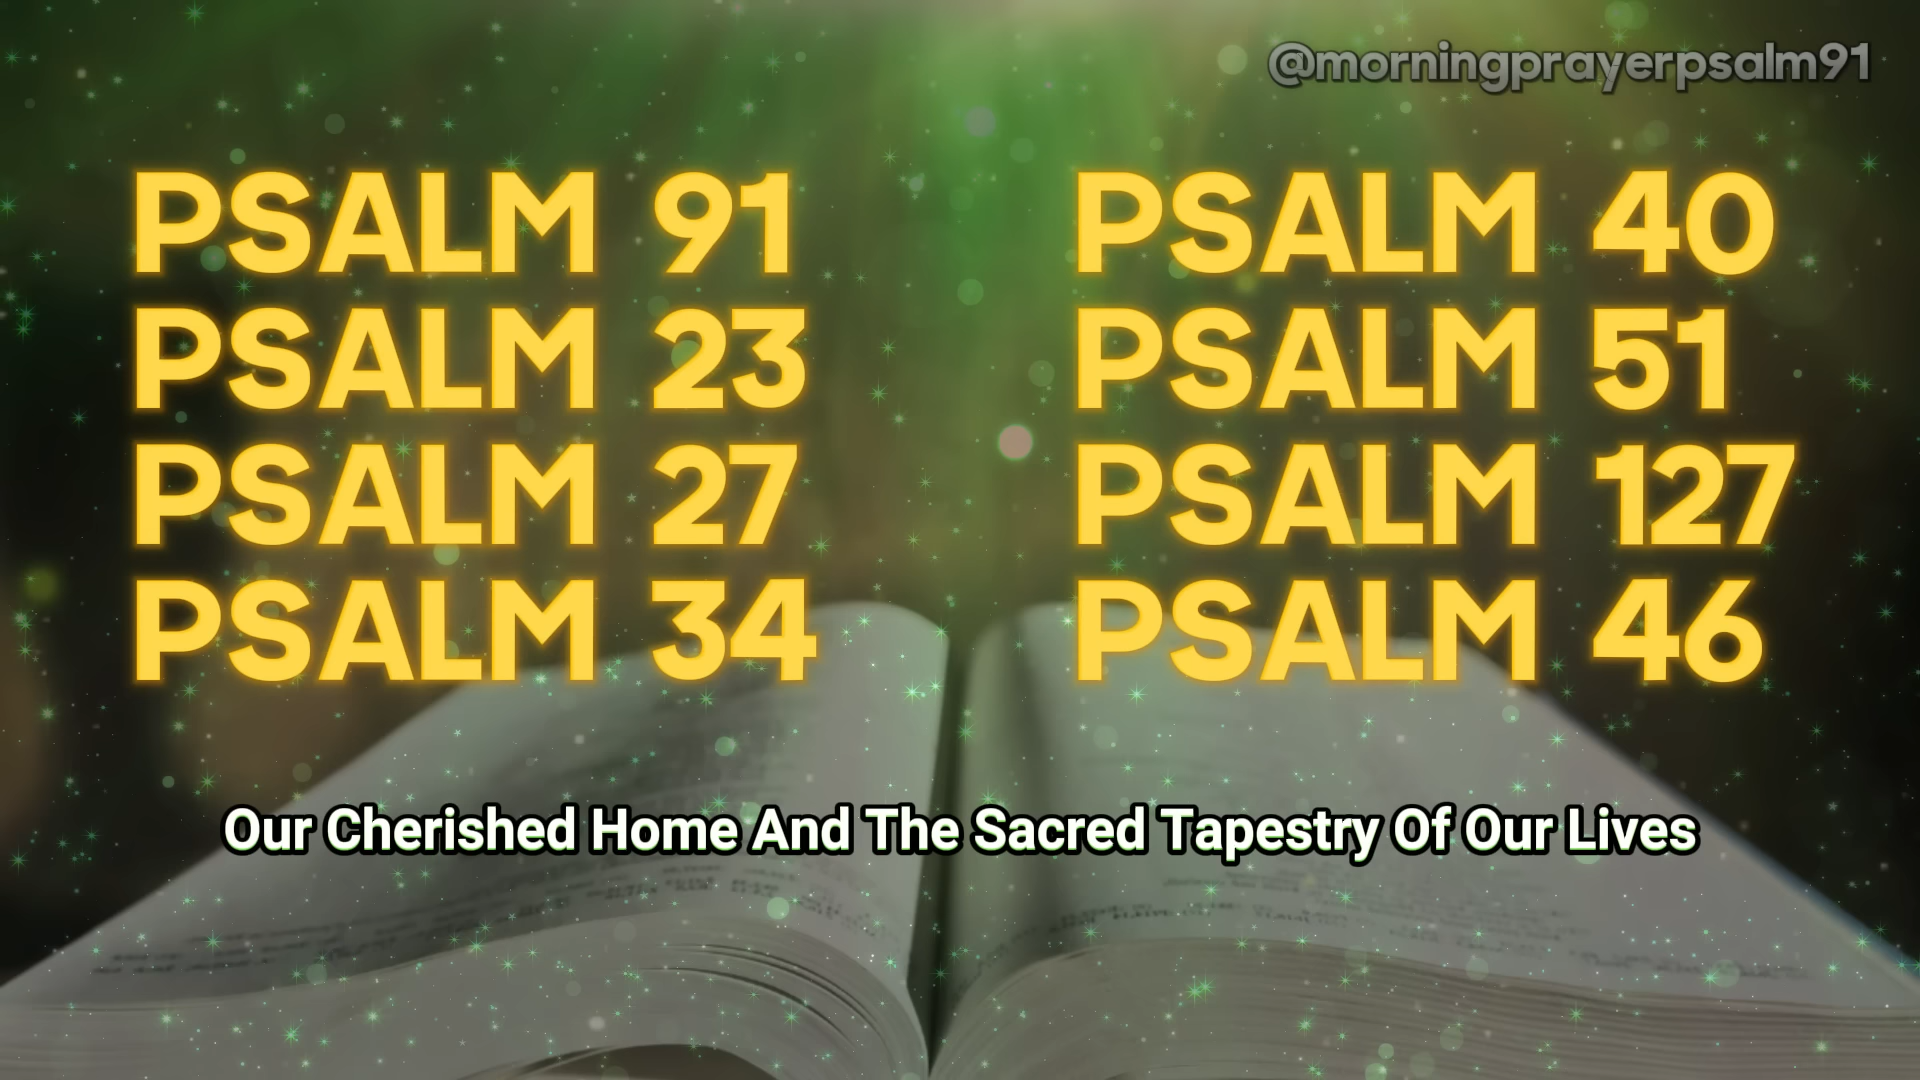 @morningprayerpsalm91
PSALM 91
PSALM 23
PSALM 27
PSALM 34
PSALM 40
PSALM 51
PSALM 127
PSALM 46
Our Cherished Home And The Sacred Tapestry Of Our Lives